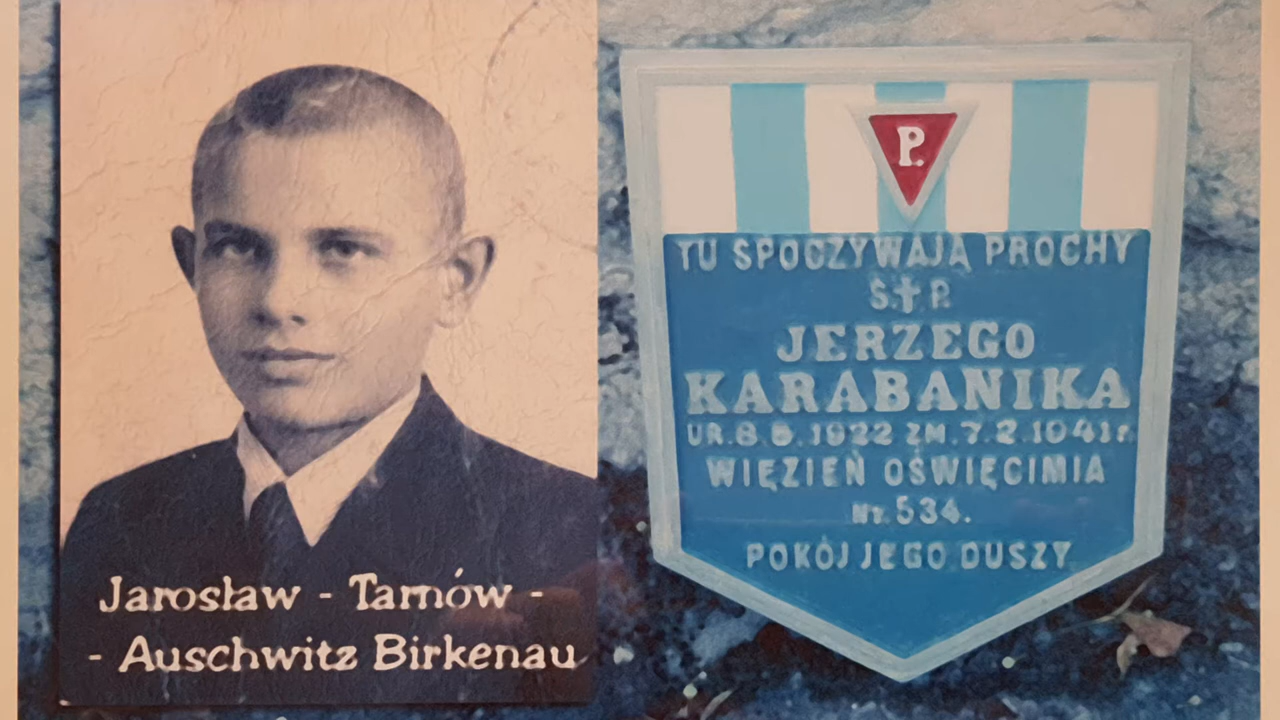 Jarosław - Tarnów -
- Auschwitz Birkenau
P.
TU SPOCZYWAJĄ PROCHY
Ś.✝P.
JERZEGO
KARABANIKA
UR. 8. 1922 ZM. 7. 2. 1941 r.
WIĘZIEŃ OŚWIĘCIMIA
Nr. 534.
POKÓJ JEGO DUSZY